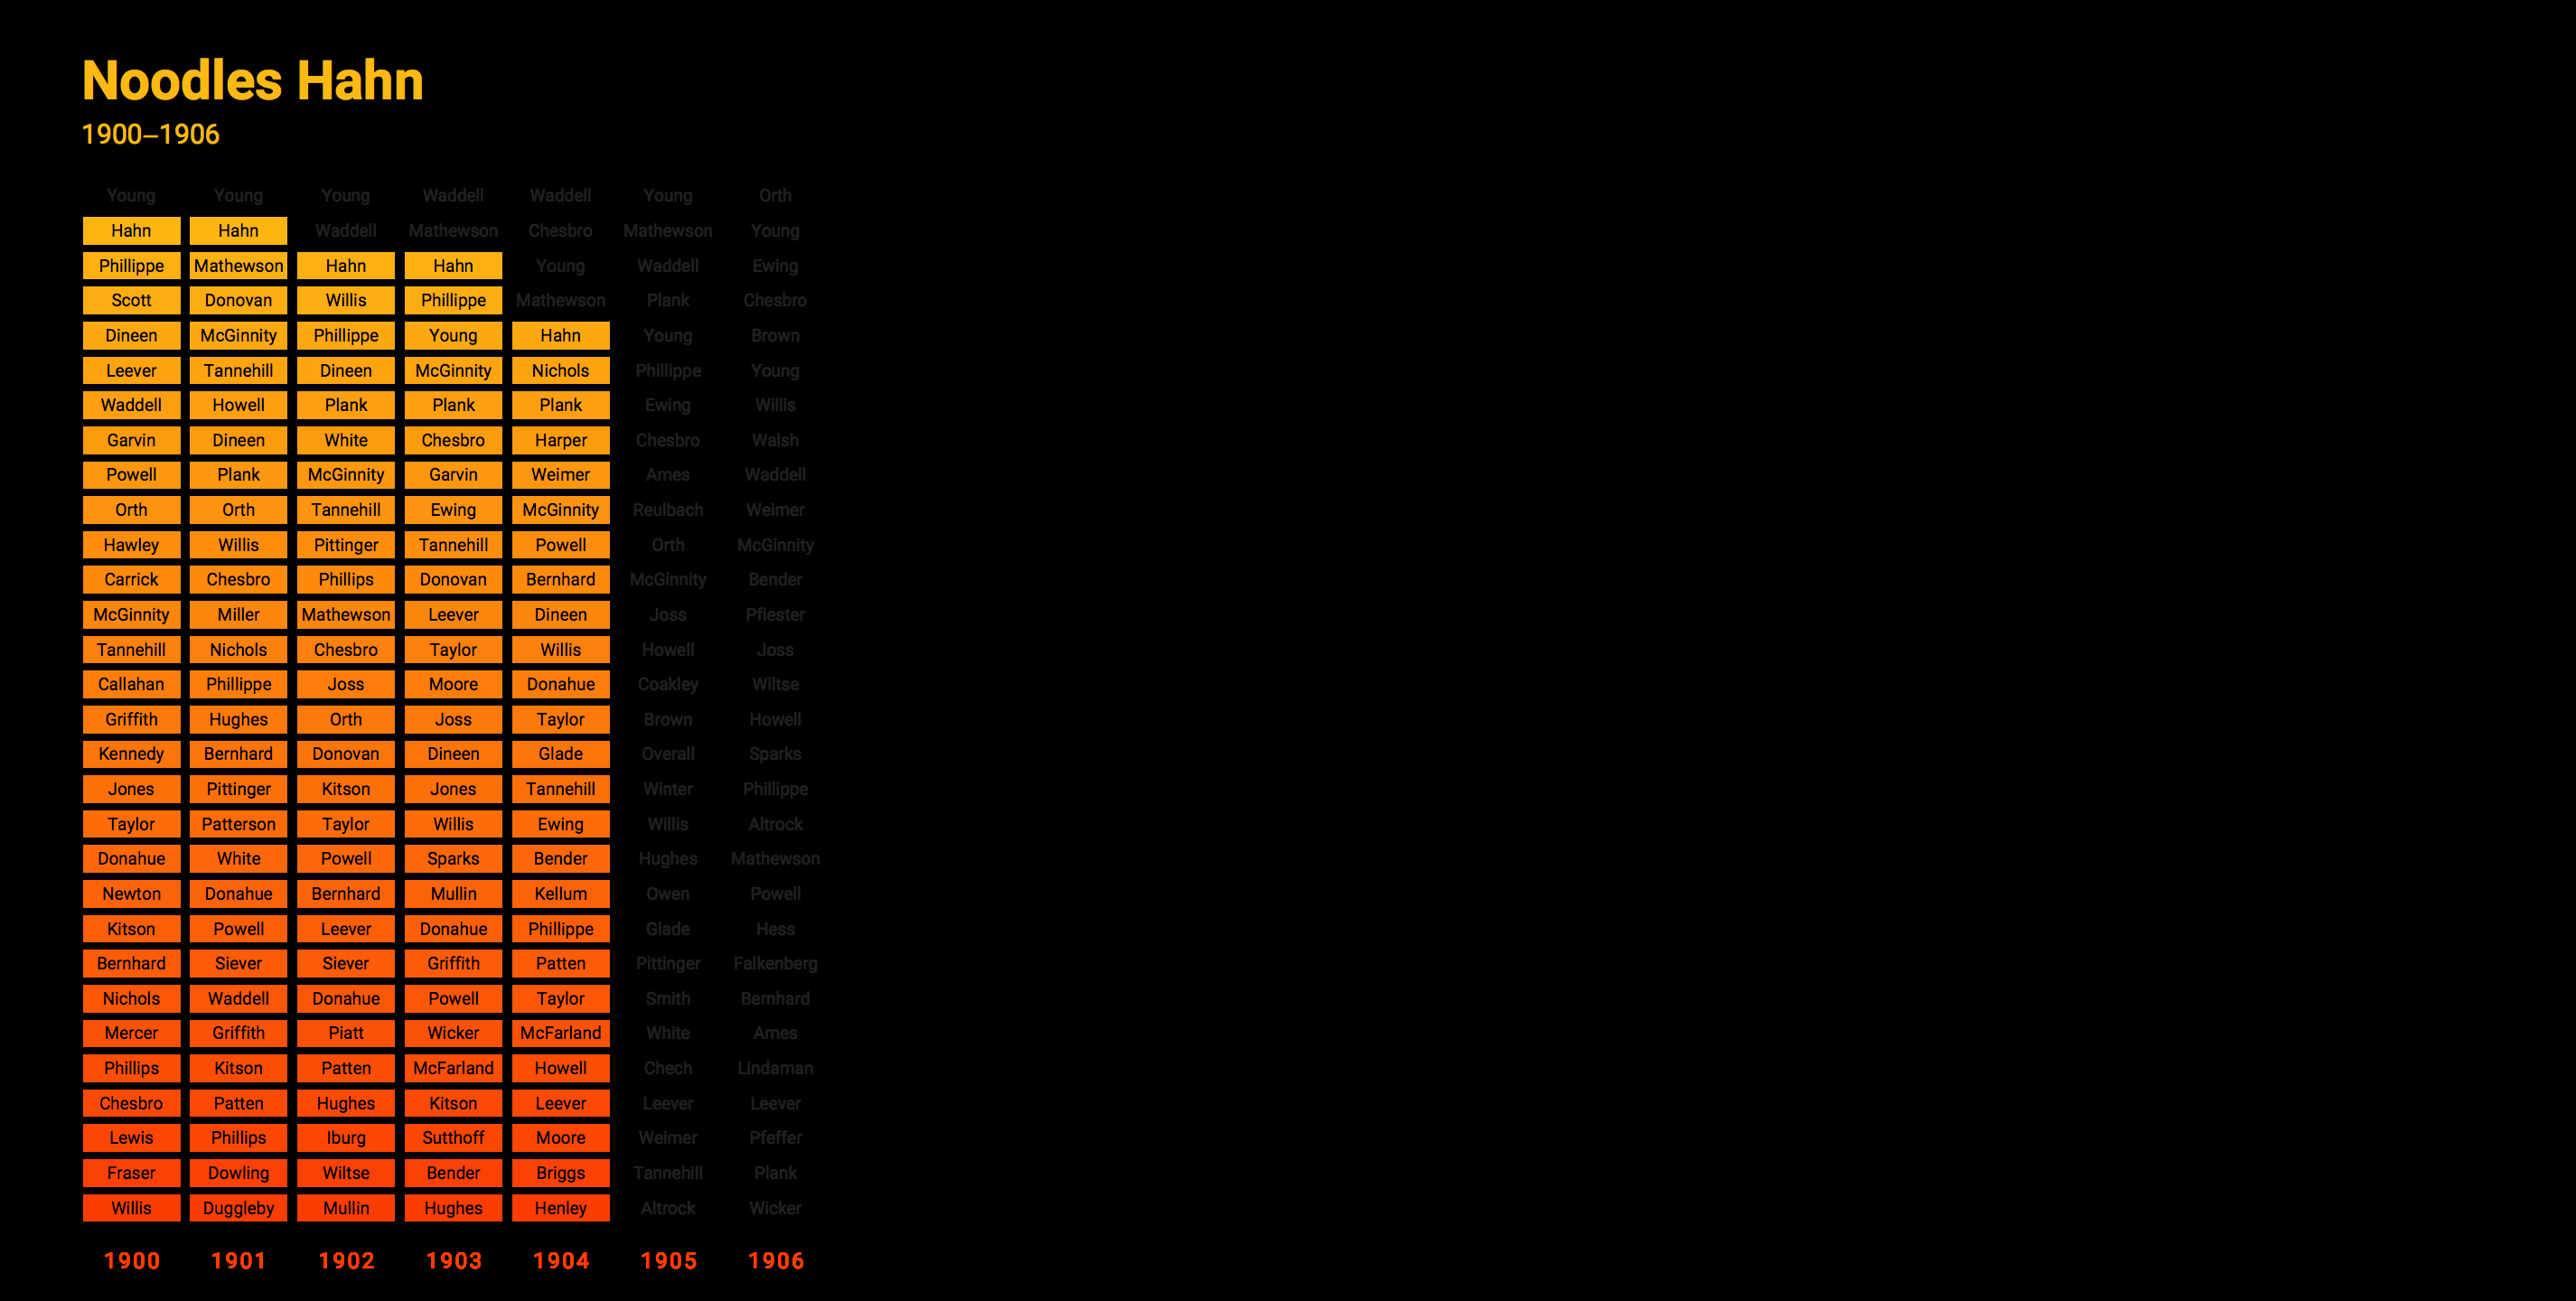 Noodles Hahn
1900–1906
Young Young Young Waddell Waddell Young Orth
Hahn Hahn Waddell Mathewson Chesbro Mathewson Young
Phillippe Mathewson Hahn Hahn Young Waddell Ewing
Scott Donovan Willis Phillippe Mathewson Plank Chesbro
Dineen McGinnity Phillippe Young Hahn Young Brown
Leever Tannehill Dineen McGinnity Nichols Phillippe Young
Waddell Howell Plank Plank Plank Ewing Willis
Garvin Dineen White Chesbro Harper Chesbro Walsh
Powell Plank McGinnity Garvin Weimer Ames Waddell
Orth Orth Tannehill Ewing McGinnity Reulbach Weimer
Hawley Willis Pittinger Tannehill Powell Orth McGinnity
Carrick Chesbro Phillips Donovan Bernhard McGinnity Bender
McGinnity Miller Mathewson Leever Dineen Joss Pfiester
Tannehill Nichols Chesbro Taylor Willis Howell Joss
Callahan Phillippe Joss Moore Donahue Coakley Wiltse
Griffith Hughes Orth Joss Taylor Brown Howell
Kennedy Bernhard Donovan Dineen Glade Overall Sparks
Jones Pittinger Kitson Jones Tannehill Winter Phillippe
Taylor Patterson Taylor Willis Ewing Willis Altrock
Donahue White Powell Sparks Bender Hughes Mathewson
Newton Donahue Bernhard Mullin Kellum Owen Powell
Kitson Powell Leever Donahue Phillippe Glade Hess
Bernhard Siever Siever Griffith Patten Pittinger Falkenberg
Nichols Waddell Donahue Powell Taylor Smith Bernhard
Mercer Griffith Piatt Wicker McFarland White Ames
Phillips Kitson Patten McFarland Howell Chech Lindaman
Chesbro Patten Hughes Kitson Leever Leever Leever
Lewis Phillips Iburg Sutthoff Moore Weimer Pfeffer
Fraser Dowling Wiltse Bender Briggs Tannehill Plank
Willis Duggleby Mullin Hughes Henley Altrock Wicker
1900 1901 1902 1903 1904 1905 1906